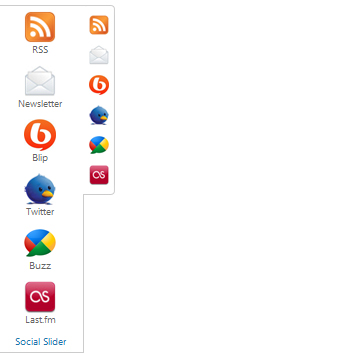 RSS
Newsletter
Blip
Twitter
Buzz
Last.fm
Social Slider